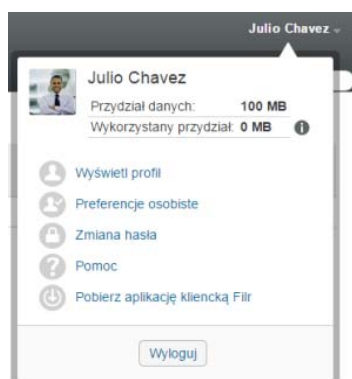 Julio Chavez
Julio Chavez
Przydział danych: 100 MB
Wykorzystany przydział: 0 MB
Wyświetl profil
Preferencje osobiste
Zmiana hasła
Pomoc
Pobierz aplikację kliencką Filr
Wyloguj